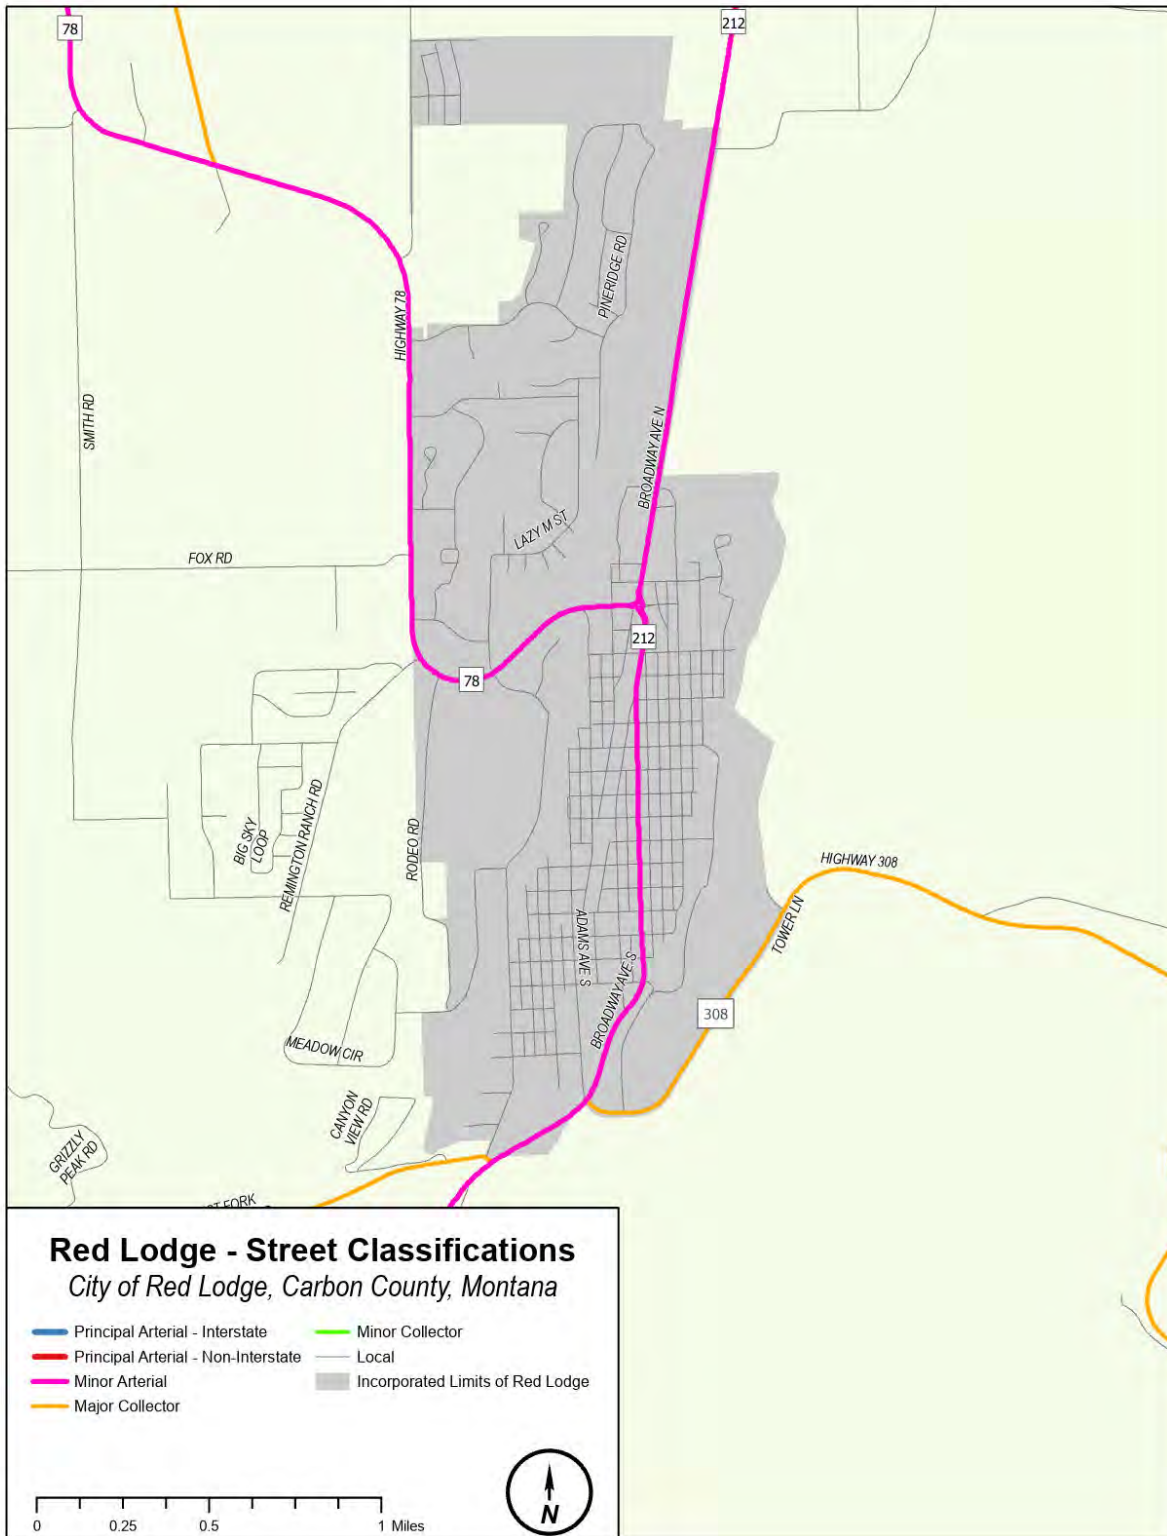 78
212
PINERIDGE RD
HIGHWAY 78
SMITH RD
BROADWAY AVE N
LAZY M ST
FOX RD
212
78
BIG SKY
LOOP
REMINGTON RANCH RD
RODEO RD
HIGHWAY 308
TOWER LN
ADAMS AVE S
BROADWAY AVE S
308
MEADOW CIR
CANYON
VIEW RD
GRIZZLY
PEAK RD
FORK
Red Lodge - Street Classifications
City of Red Lodge, Carbon County, Montana
Principal Arterial - Interstate
Principal Arterial - Non-Interstate
Minor Arterial
Major Collector
Minor Collector
Local
Incorporated Limits of Red Lodge
0 0.25 0.5 1 Miles
N